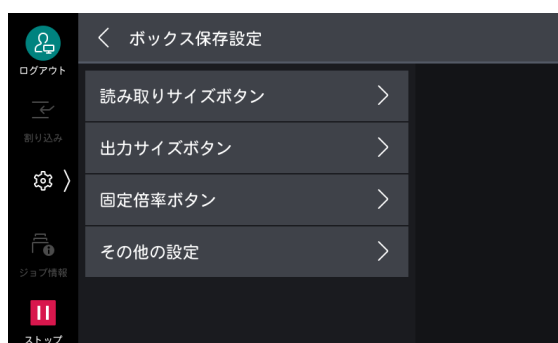 ボックス保存設定
ログアウト
読み取りサイズボタン
割り込み
出力サイズボタン
固定倍率ボタン
その他の設定
ジョブ情報
ストップ